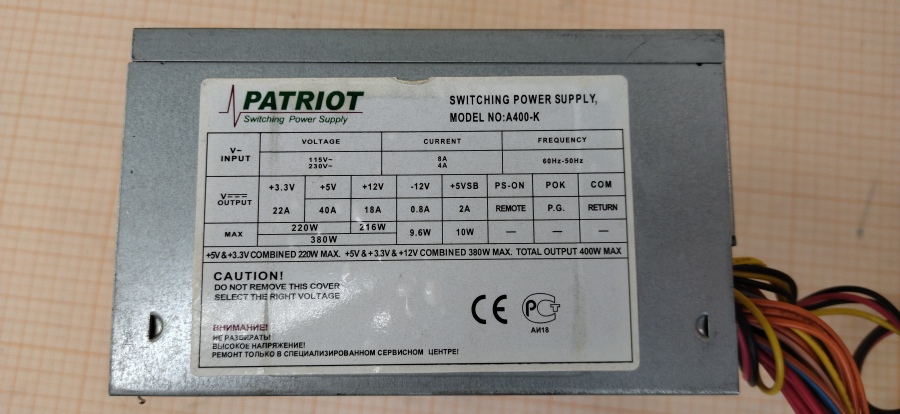 PATRIOT
Switching Power Supply
SWITCHING POWER SUPPLY,
MODEL NO:A400-K
V~ INPUT VOLTAGE CURRENT FREQUENCY
115V~ 8A 60Hz-50Hz
230V~ 4A
V⎓ OUTPUT +3.3V +5V +12V -12V +5VSB PS-ON POK COM
22A 40A 18A 0.8A 2A REMOTE P.G. RETURN
MAX 220W 216W 9.6W 10W — — —
380W
+5V & +3.3V COMBINED 220W MAX. +5V & +3.3V & +12V COMBINED 380W MAX. TOTAL OUTPUT 400W MAX
CAUTION!
DO NOT REMOVE THIS COVER
SELECT THE RIGHT VOLTAGE
CE РСТ
АИ18
ВНИМАНИЕ!
НЕ РАЗБИРАТЬ!
ВЫСОКОЕ НАПРЯЖЕНИЕ!
РЕМОНТ ТОЛЬКО В СПЕЦИАЛИЗИРОВАННОМ СЕРВИСНОМ ЦЕНТРЕ!